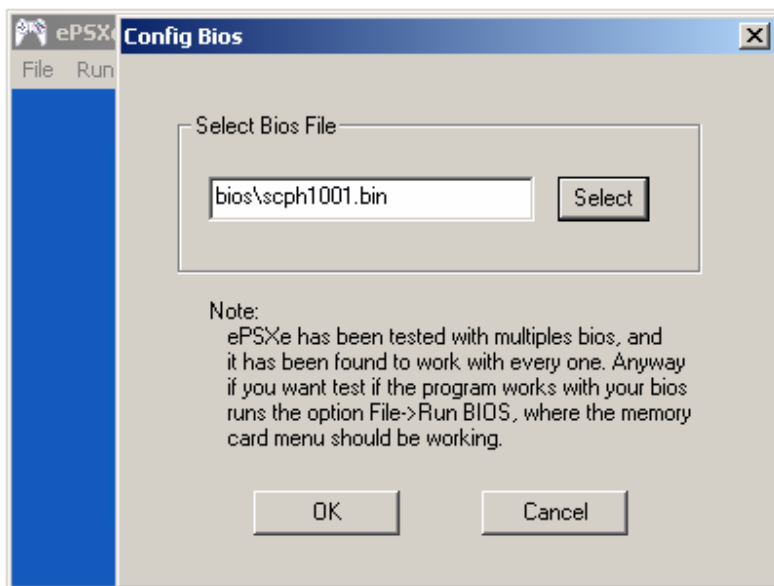 ePSXe
Config Bios
File Run
Select Bios File
bios\scph1001.bin
Select
Note:
ePSXe has been tested with multiples bios, and
it has been found to work with every one. Anyway
if you want test if the program works with your bios
runs the option File->Run BIOS, where the memory
card menu should be working.
OK
Cancel